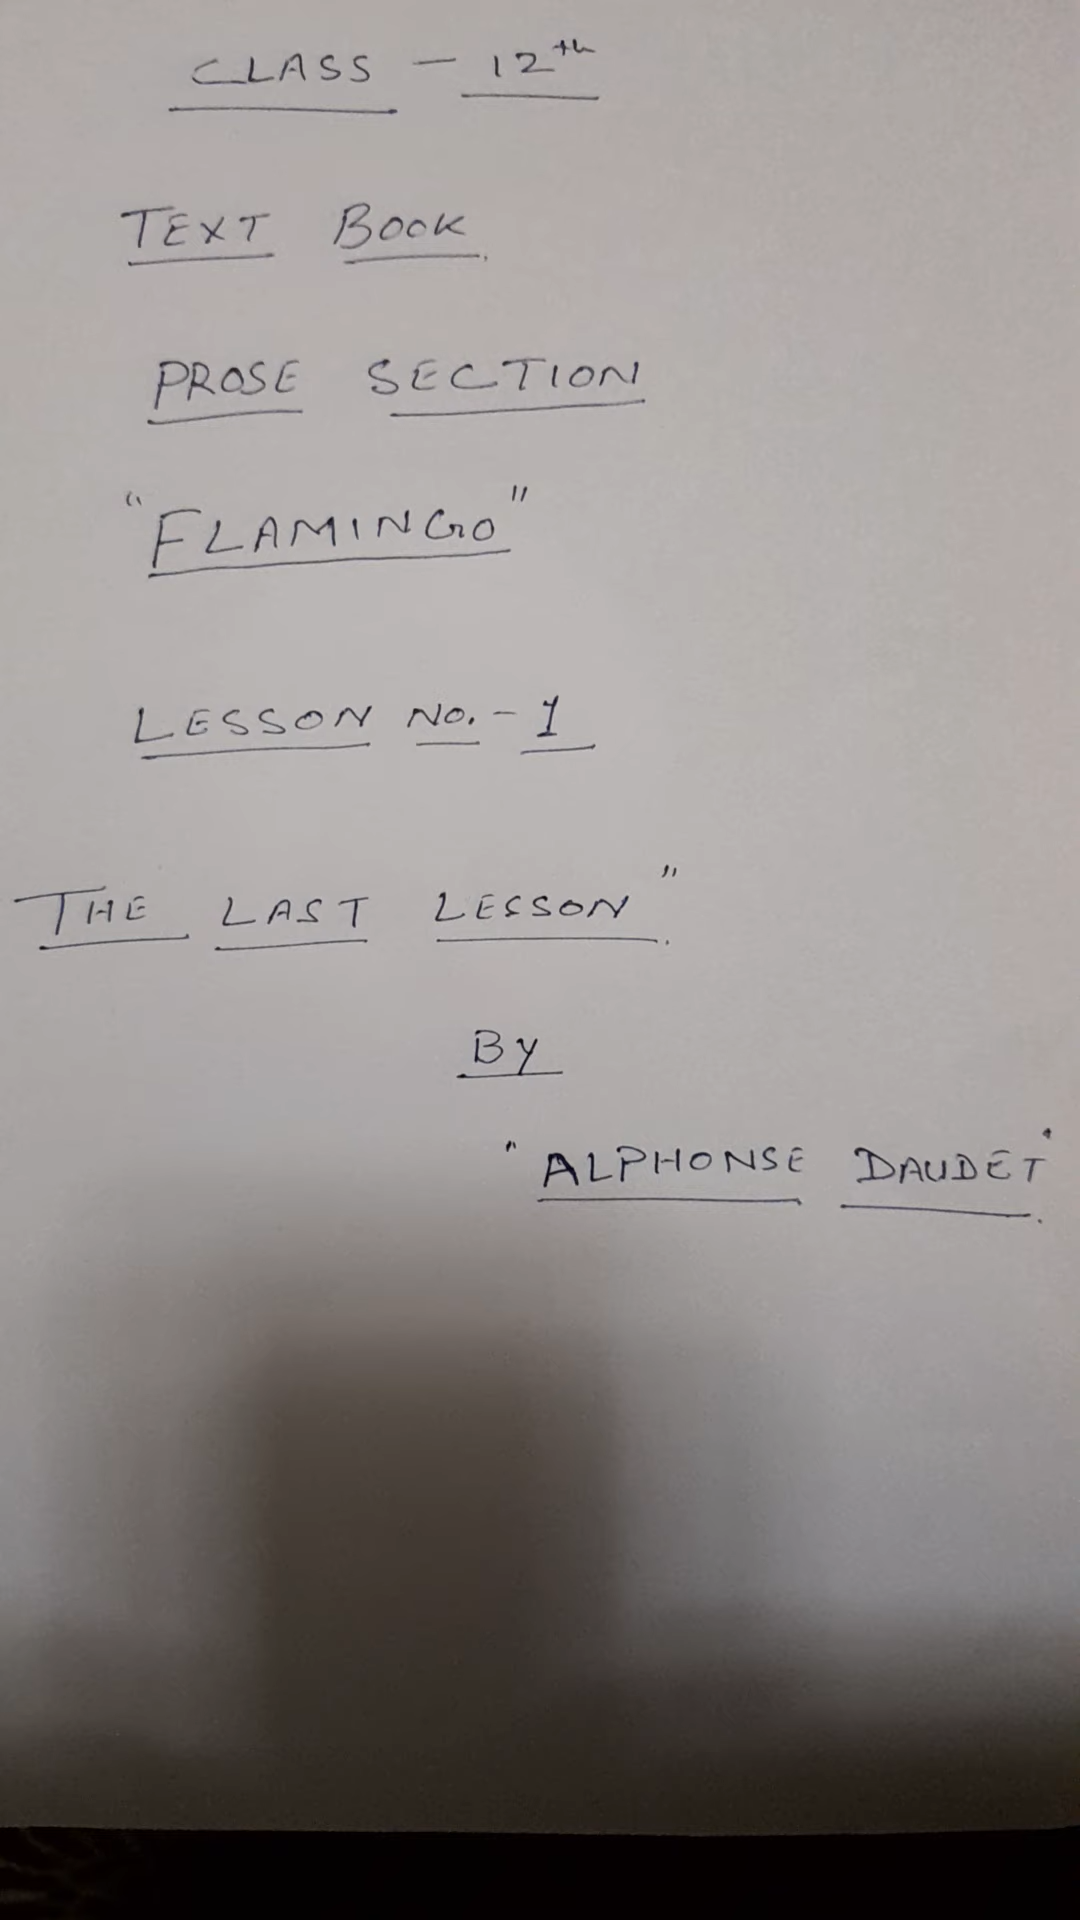 CLASS - 12th
TEXT BOOK.
PROSE SECTION
"FLAMINGO"
LESSON NO. - 1
THE LAST LESSON".
BY
"ALPHONSE DAUDET".